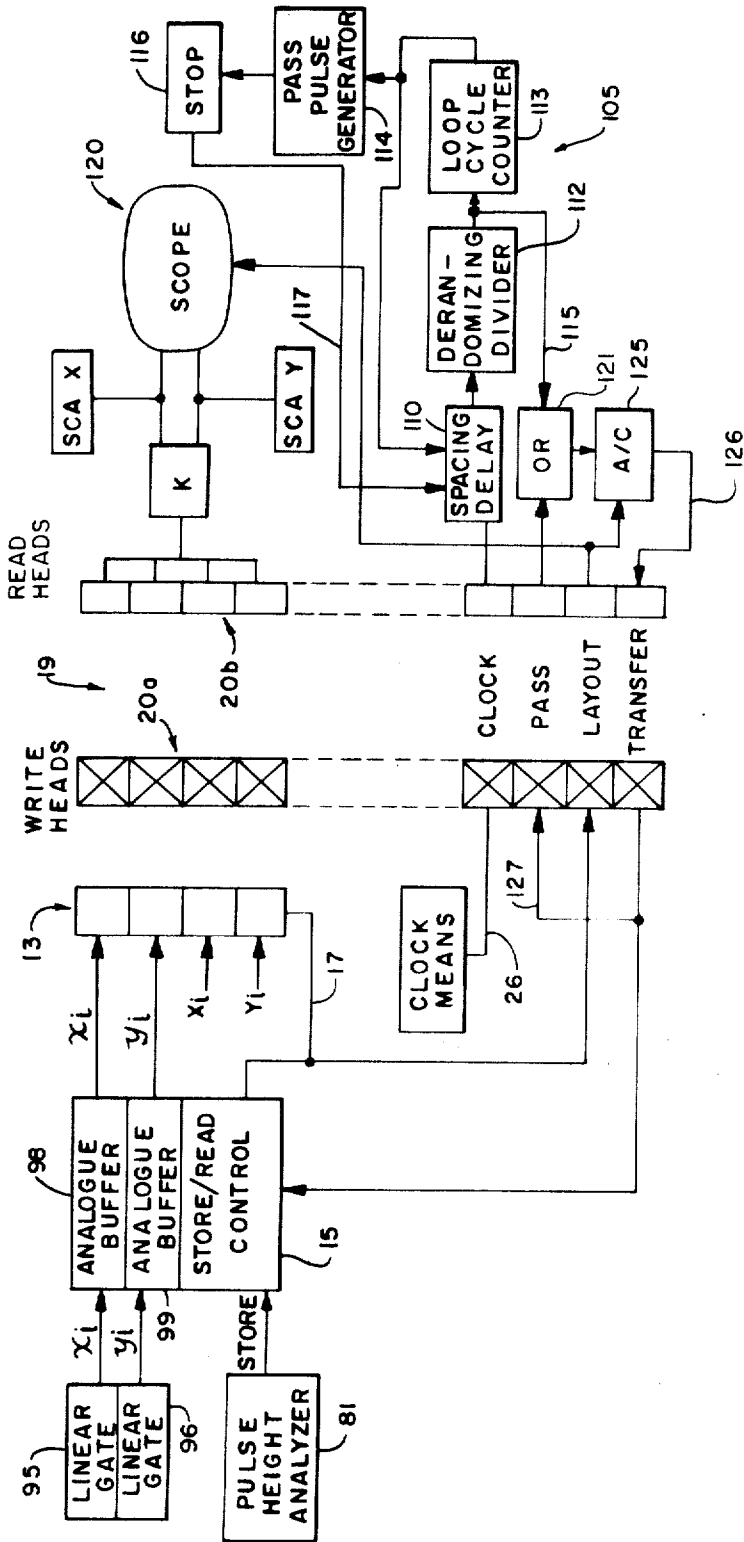 95
LINEAR
GATE
LINEAR
GATE
96
xi
yi
98
ANALOGUE
BUFFER
ANALOGUE
BUFFER
99
STORE/READ
CONTROL
15
STORE
PULSE
HEIGHT
ANALYZER
81
xi
yi
Xi
Yi
13
17
CLOCK
MEANS
26
127
WRITE
HEADS
20a
19
20b
CLOCK
PASS
LAYOUT
TRANSFER
READ
HEADS
K
SCA X
SCA Y
SCOPE
120
117
STOP
116
PASS
PULSE
GENERATOR
114
110
SPACING
DELAY
DERAN-
DOMIZING
DIVIDER
112
LOOP
CYCLE
COUNTER
113
105
115
OR
121
A/C
125
126